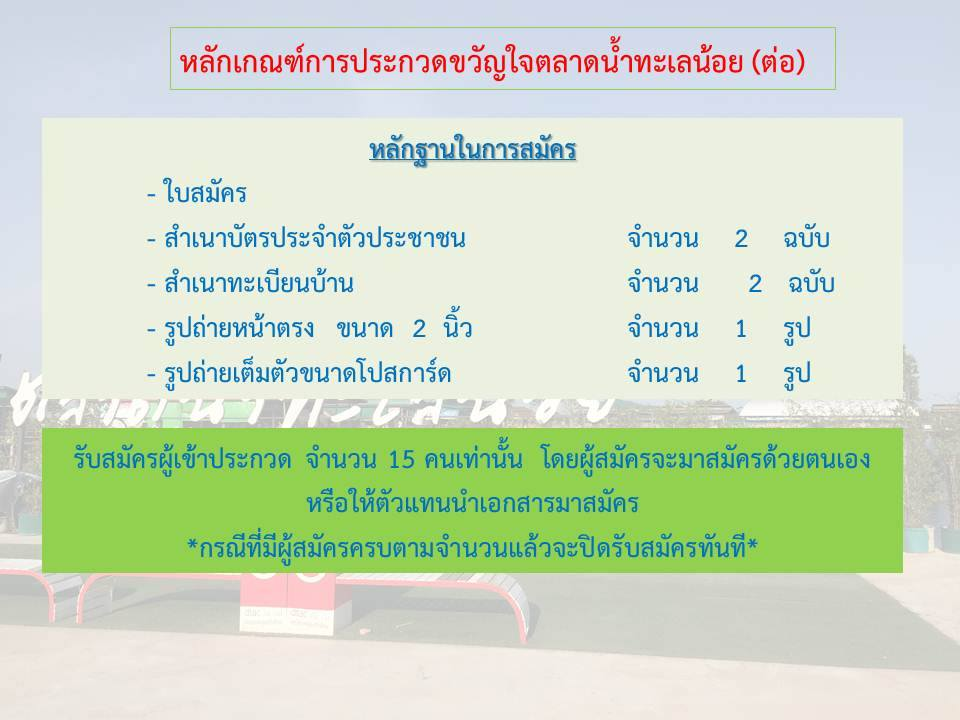 หลักเกณฑ์การประกวดขวัญใจตลาดน้ำทะเลน้อย (ต่อ)
หลักฐานในการสมัคร
- ใบสมัคร
- สำเนาบัตรประจำตัวประชาชน จำนวน 2 ฉบับ
- สำเนาทะเบียนบ้าน จำนวน 2 ฉบับ
- รูปถ่ายหน้าตรง ขนาด 2 นิ้ว จำนวน 1 รูป
- รูปถ่ายเต็มตัวขนาดโปสการ์ด จำนวน 1 รูป
รับสมัครผู้เข้าประกวด จำนวน 15 คนเท่านั้น โดยผู้สมัครจะมาสมัครด้วยตนเอง
หรือให้ตัวแทนนำเอกสารมาสมัคร
*กรณีที่มีผู้สมัครครบตามจำนวนแล้วจะปิดรับสมัครทันที*